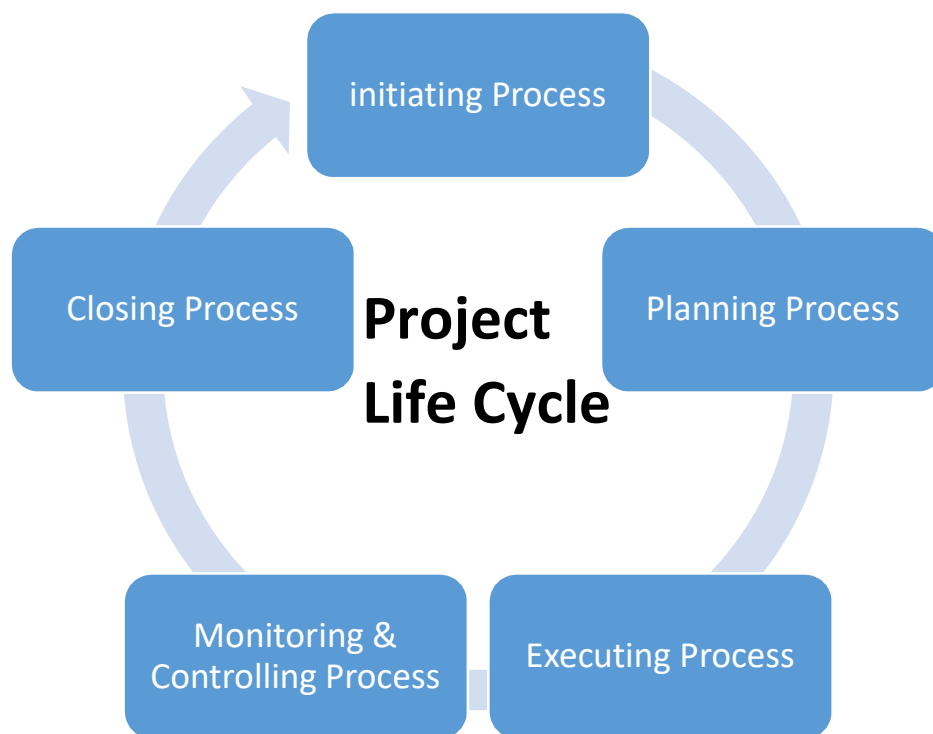 initiating Process
Planning Process
Executing Process
Monitoring &
Controlling Process
Closing Process
Project
Life Cycle